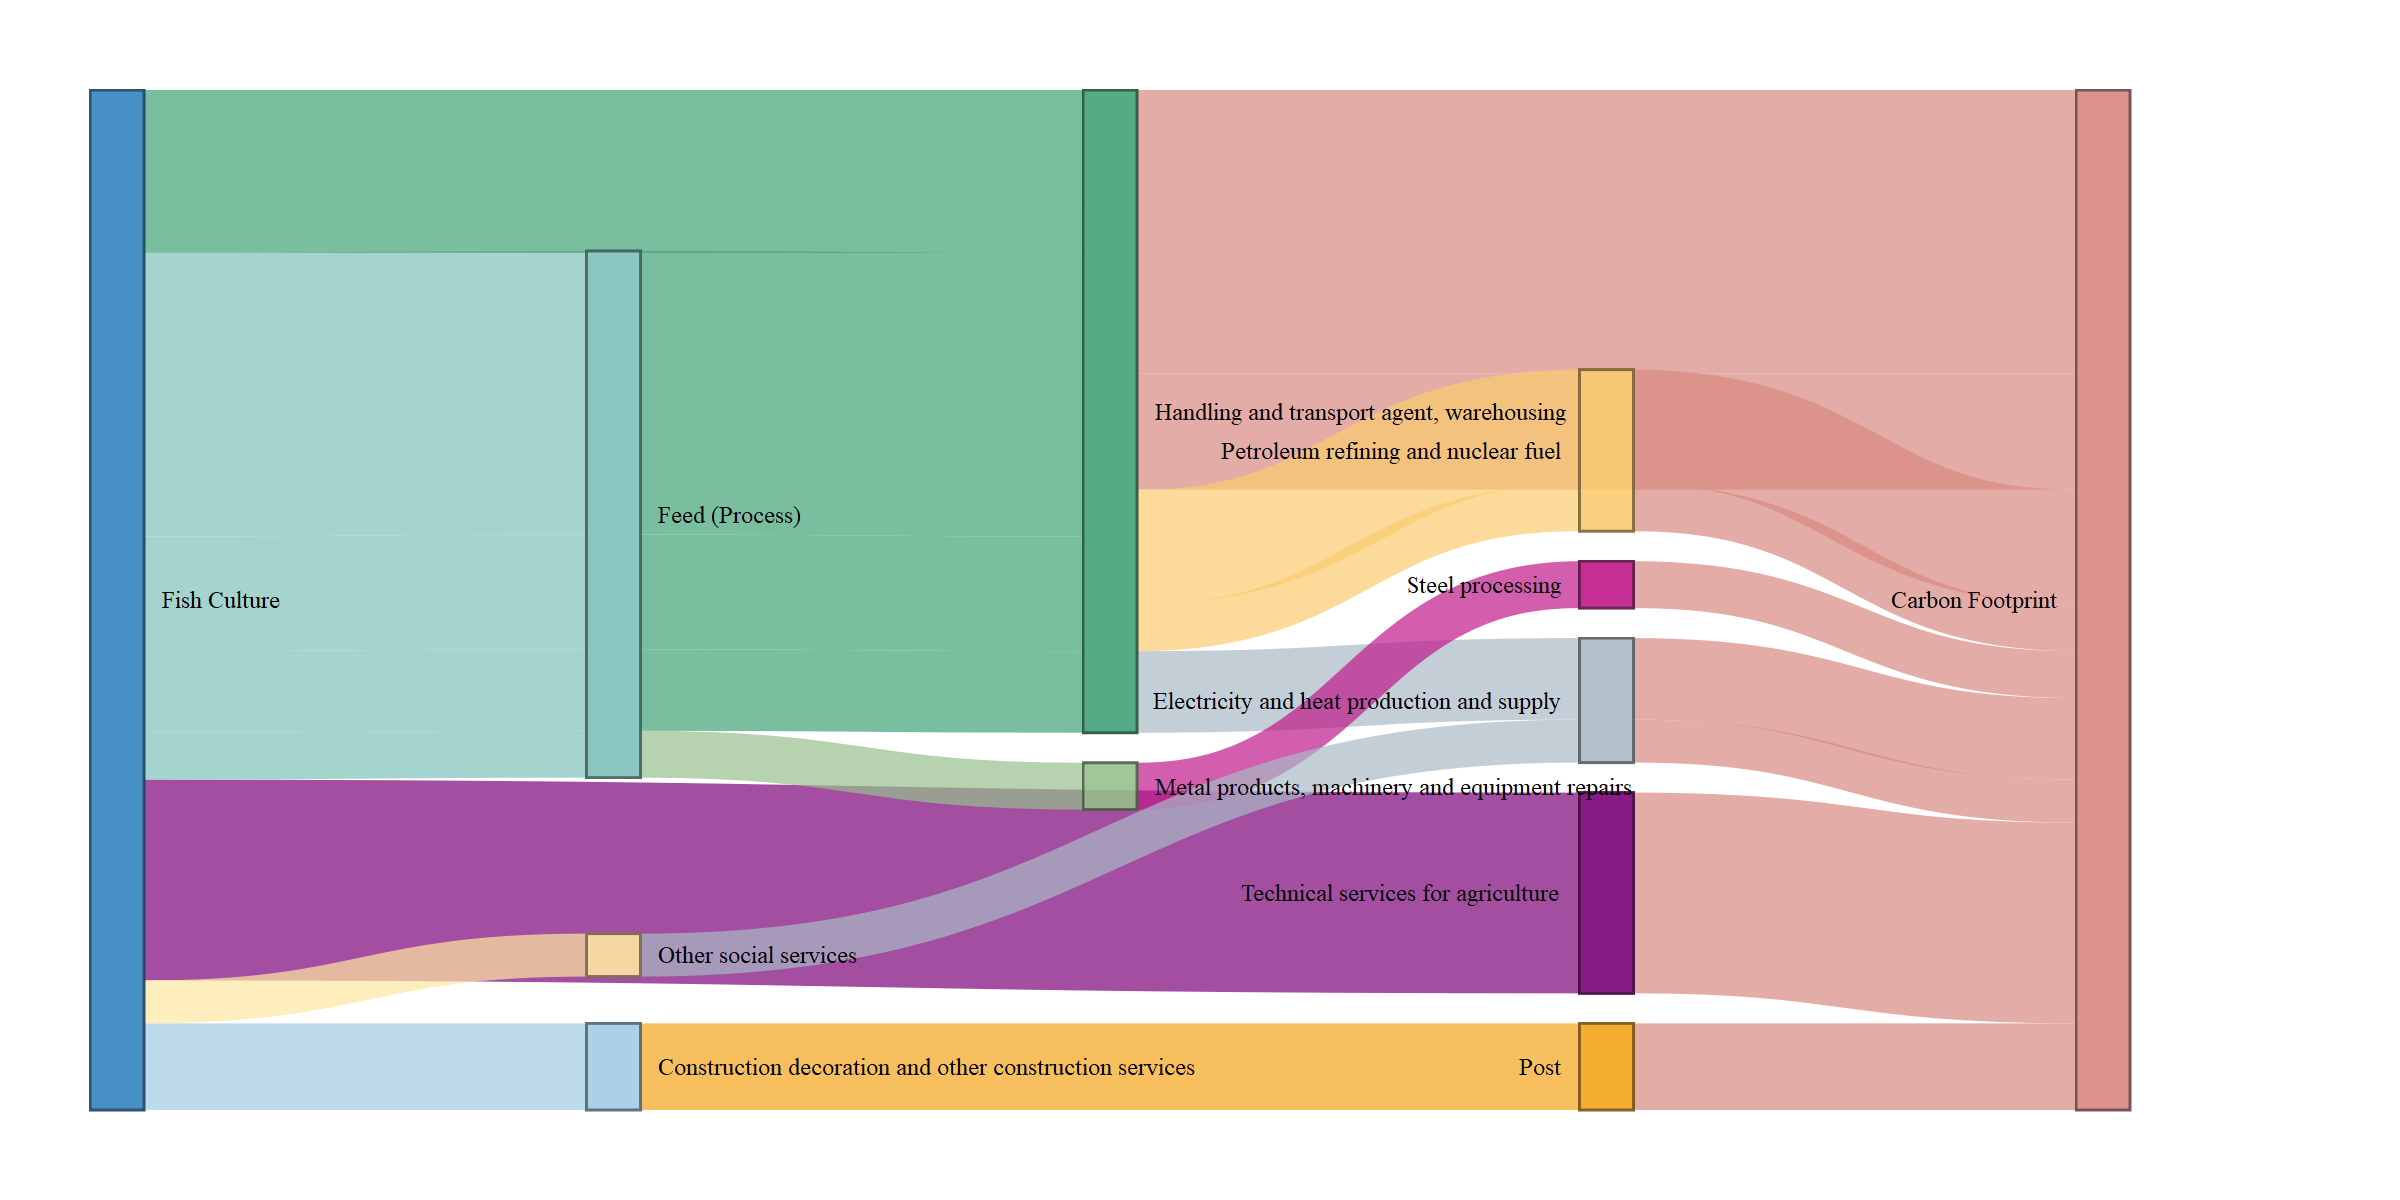 Handling and transport agent, warehousing
Petroleum refining and nuclear fuel
Feed (Process)
Steel processing
Fish Culture
Carbon Footprint
Electricity and heat production and supply
Metal products, machinery and equipment repairs
Technical services for agriculture
Other social services
Construction decoration and other construction services
Post